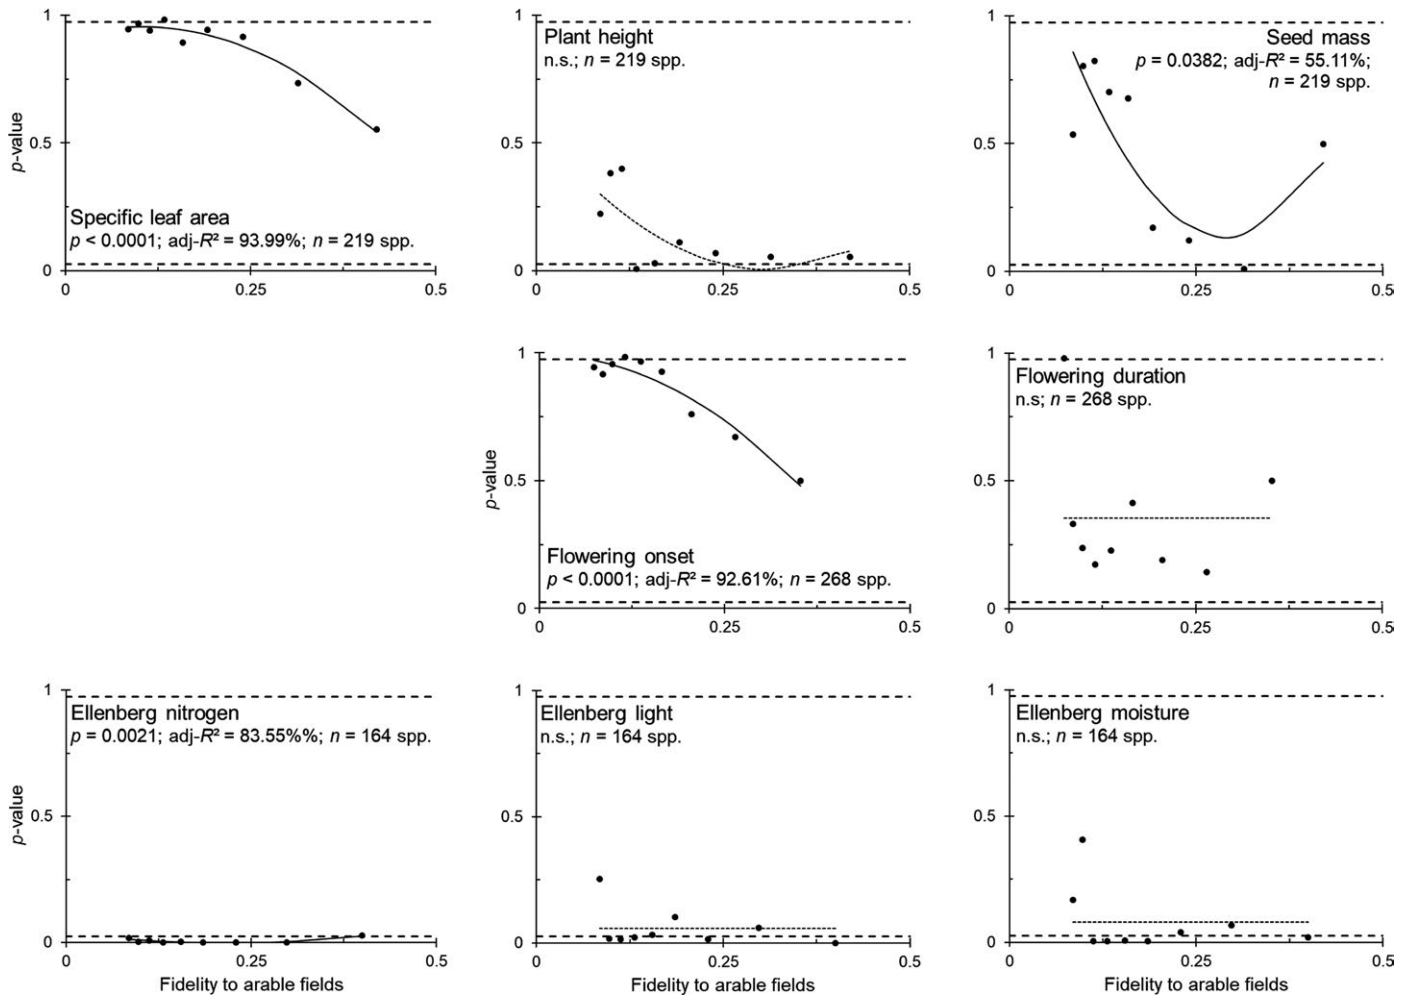 1
p-value
0.5
Specific leaf area
p < 0.0001; adj-R² = 93.99%; n = 219 spp.
0
0
0.25
0.5
1
Plant height
n.s.; n = 219 spp.
0.5
0
0
0.25
0.5
1
Seed mass
p = 0.0382; adj-R² = 55.11%;
n = 219 spp.
0.5
0
0
0.25
0.5
1
p-value
0.5
Flowering onset
p < 0.0001; adj-R² = 92.61%; n = 268 spp.
0
0
0.25
0.5
1
Flowering duration
n.s; n = 268 spp.
0.5
0
0
0.25
0.5
1
Ellenberg nitrogen
p = 0.0021; adj-R² = 83.55%%; n = 164 spp.
p-value
0.5
0
0
0.25
0.5
Fidelity to arable fields
1
Ellenberg light
n.s.; n = 164 spp.
0.5
0
0
0.25
0.5
Fidelity to arable fields
1
Ellenberg moisture
n.s.; n = 164 spp.
0.5
0
0
0.25
0.5
Fidelity to arable fields